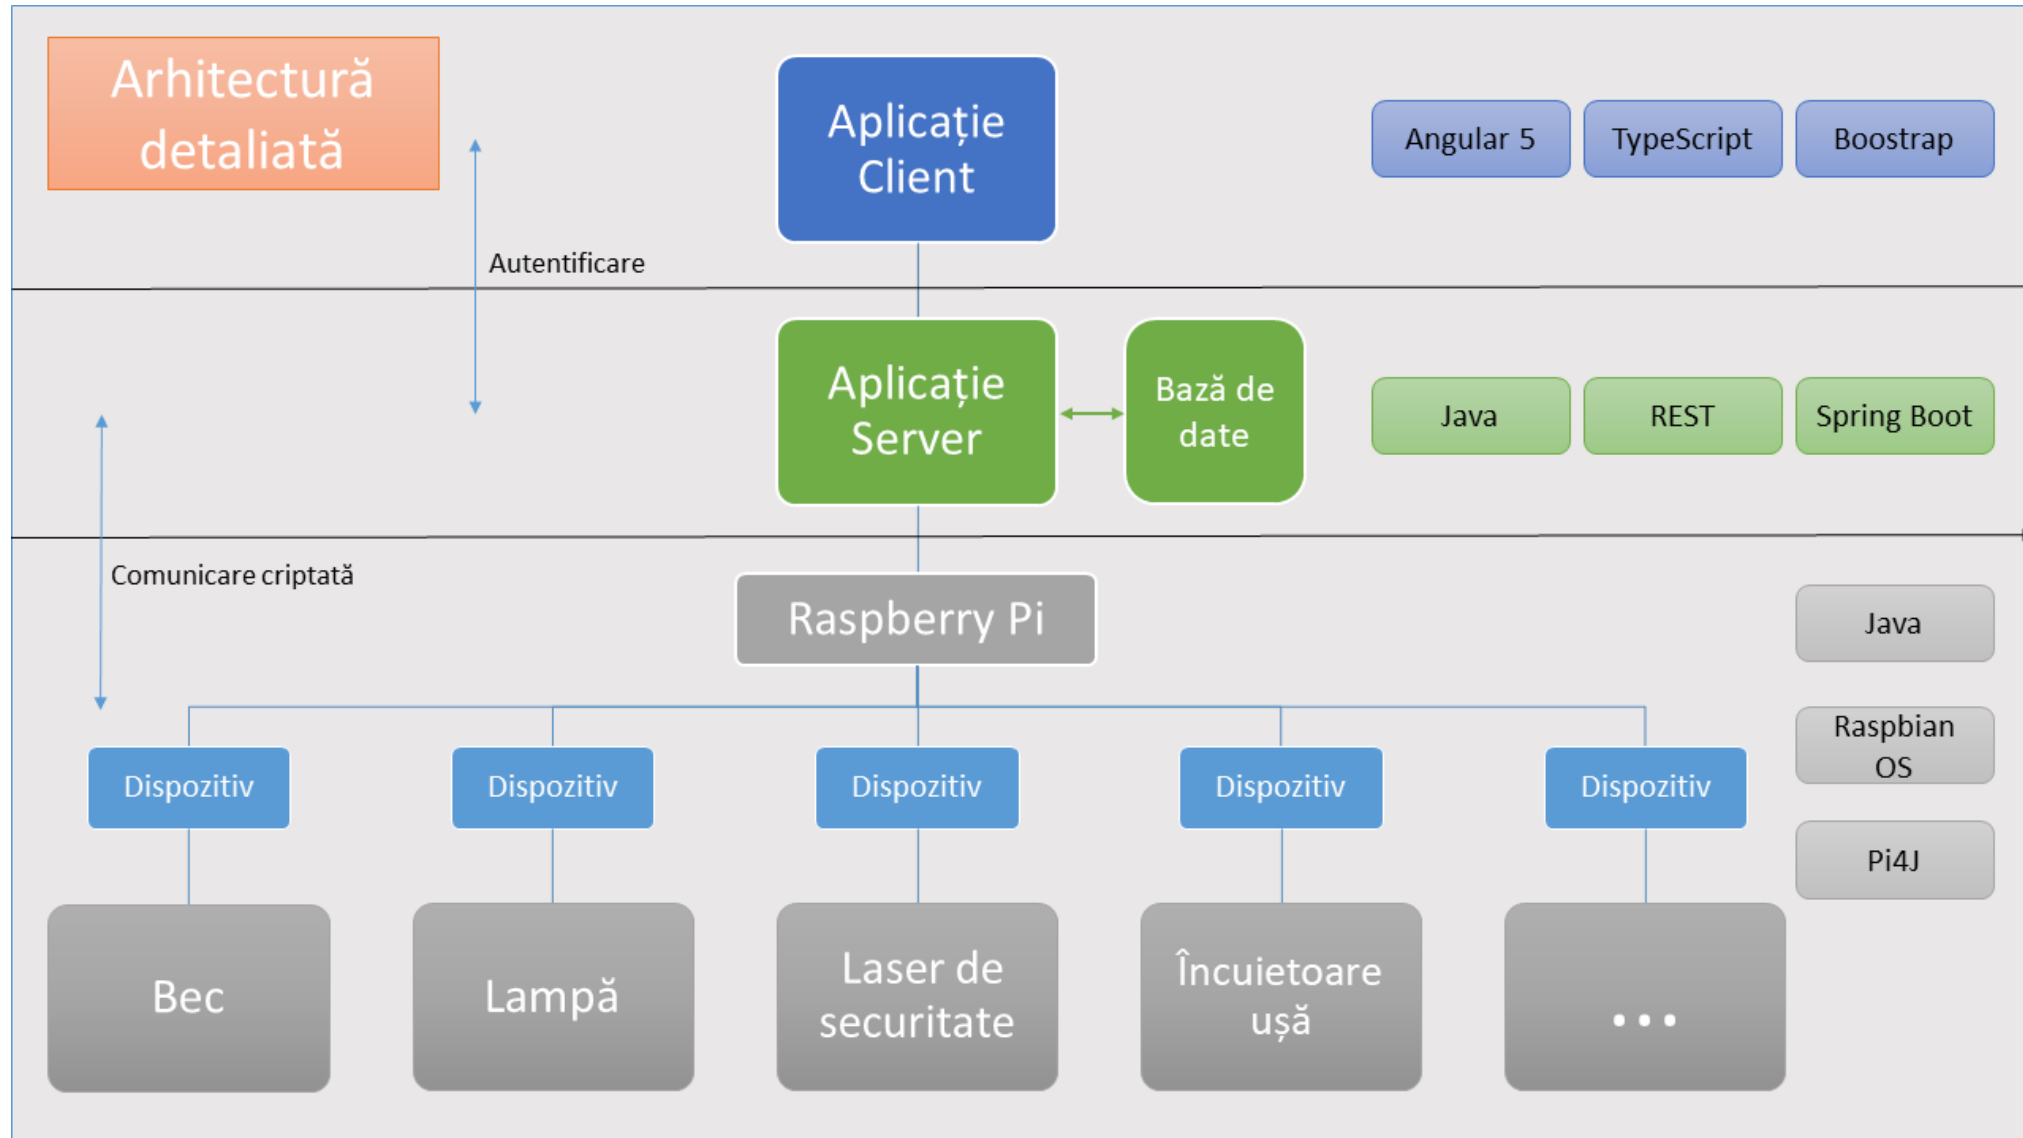 Arhitectură
detaliată
Aplicație
Client
Angular 5
TypeScript
Boostrap
Autentificare
Aplicație
Server
Bază de
date
Java
REST
Spring Boot
Comunicare criptată
Raspberry Pi
Java
Raspbian
OS
Pi4J
Dispozitiv
Dispozitiv
Dispozitiv
Dispozitiv
Dispozitiv
Bec
Lampă
Laser de
securitate
Încuietoare
ușă
...